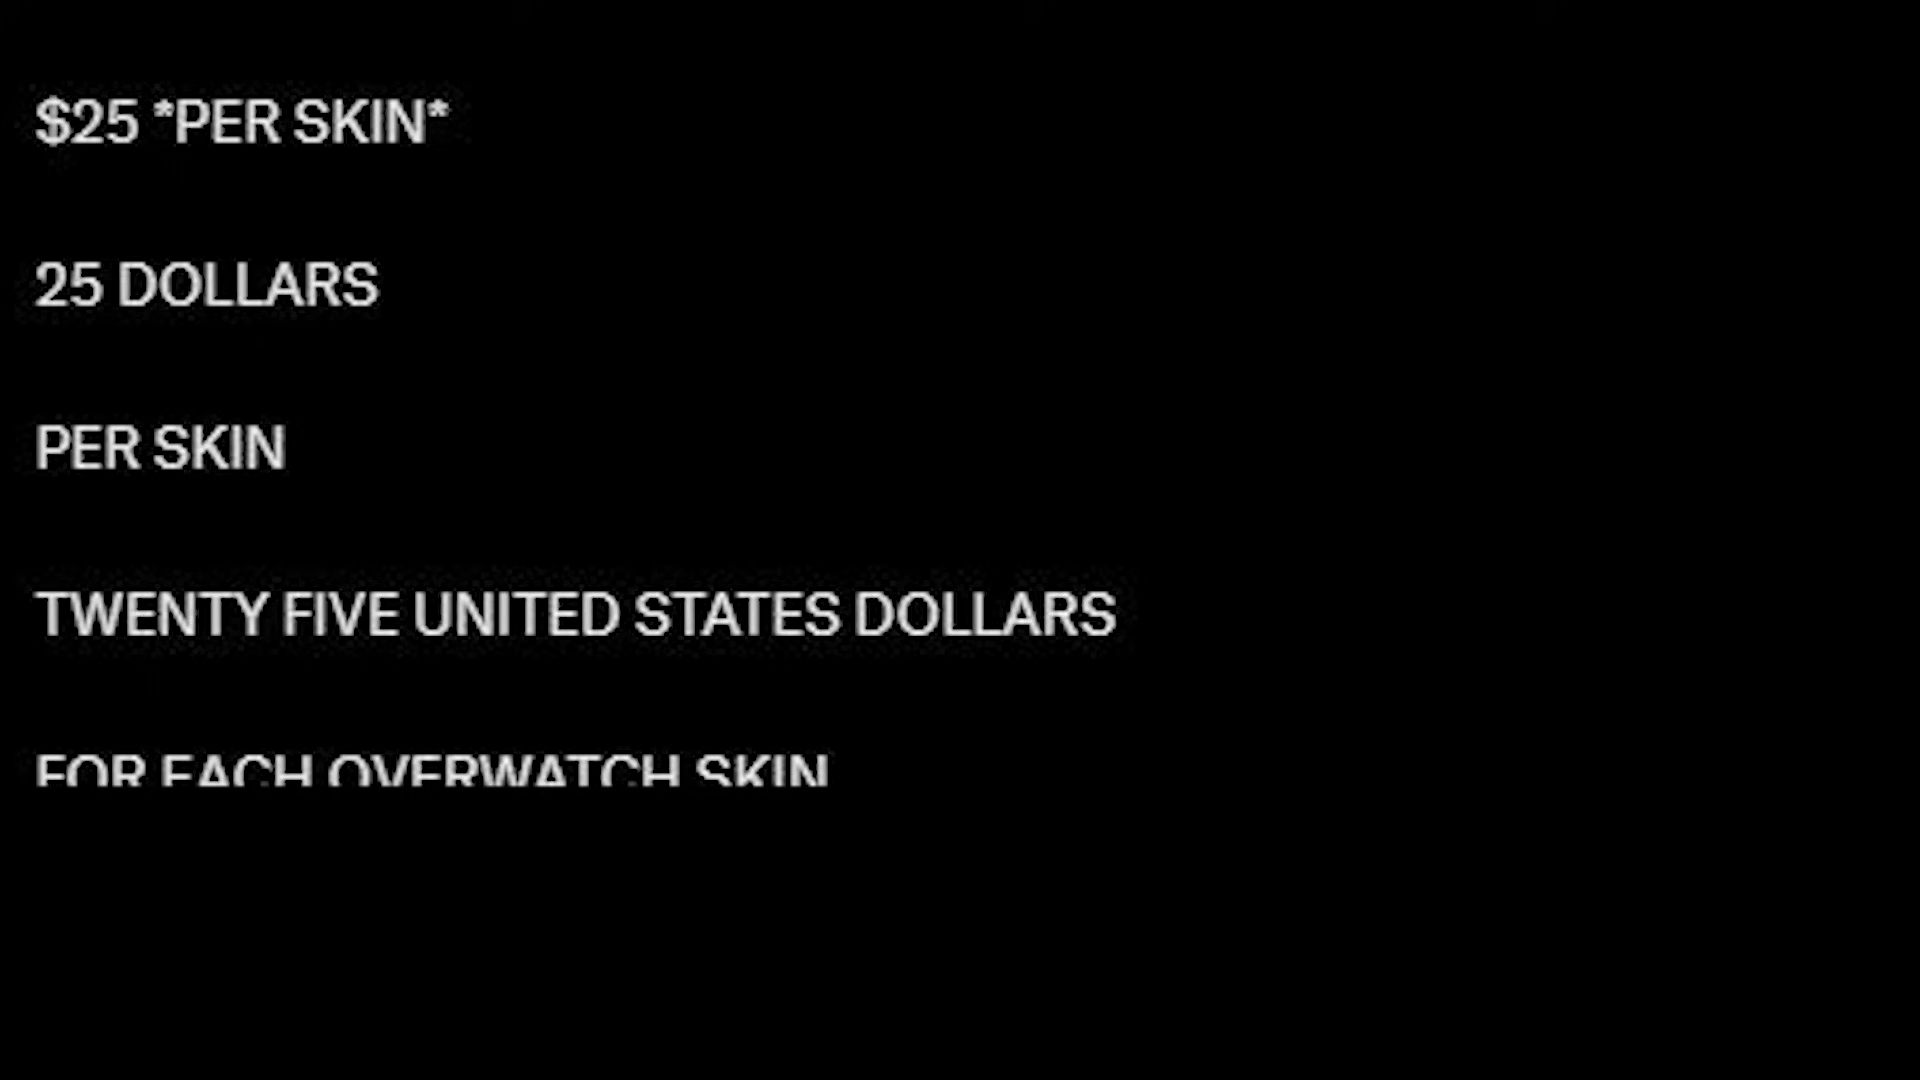 $25 *PER SKIN*
25 DOLLARS
PER SKIN
TWENTY FIVE UNITED STATES DOLLARS
FOR EACH OVERWATCH SKIN